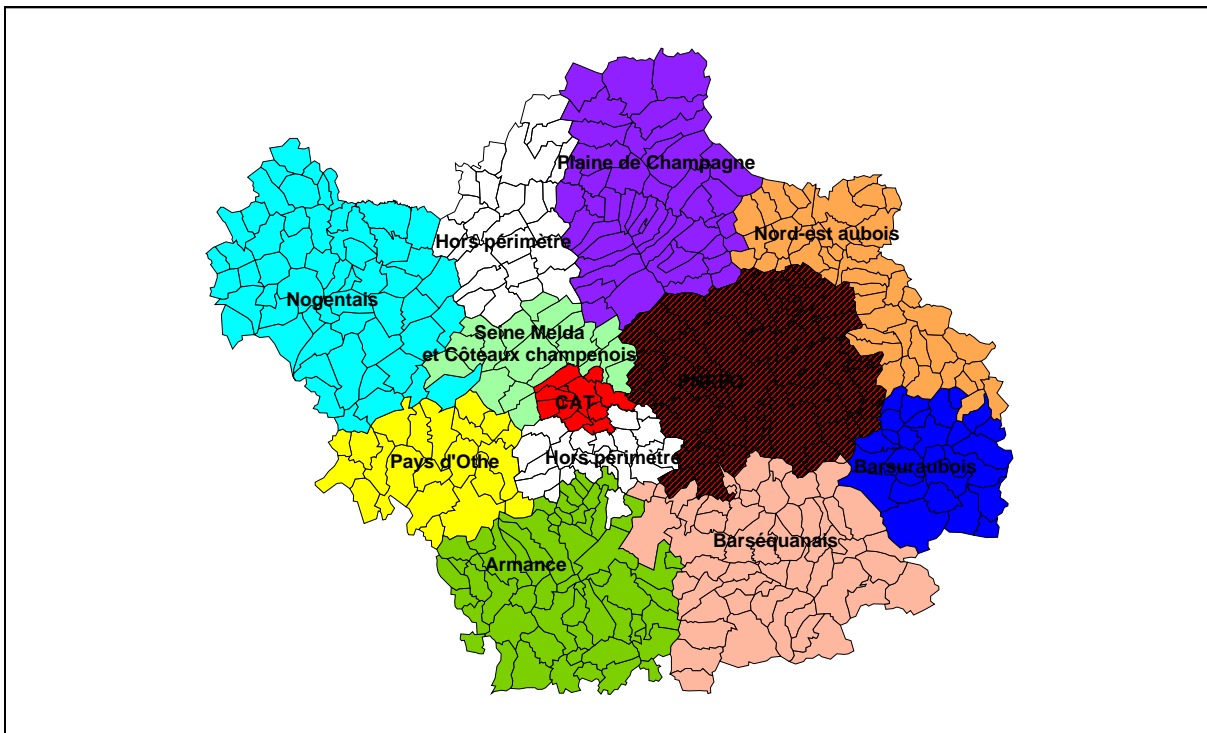 Plaine de Champagne
Nord-est aubois
Hors périmètre
Nogentais
Seine Melda
et Côteaux champenois
CAT
Pays d'Othe
Hors périmètre
Barsuraubois
Barséquanais
Armance